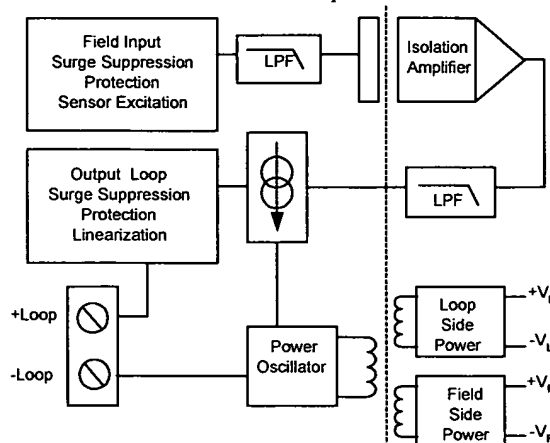 Field Input
Surge Suppression
Protection
Sensor Excitation
LPF
Isolation
Amplifier
Output Loop
Surge Suppression
Protection
Linearization
LPF
+Loop
-Loop
Power
Oscillator
Loop
Side
Power
+V
-VL
Field
Side
Power
+V
-V